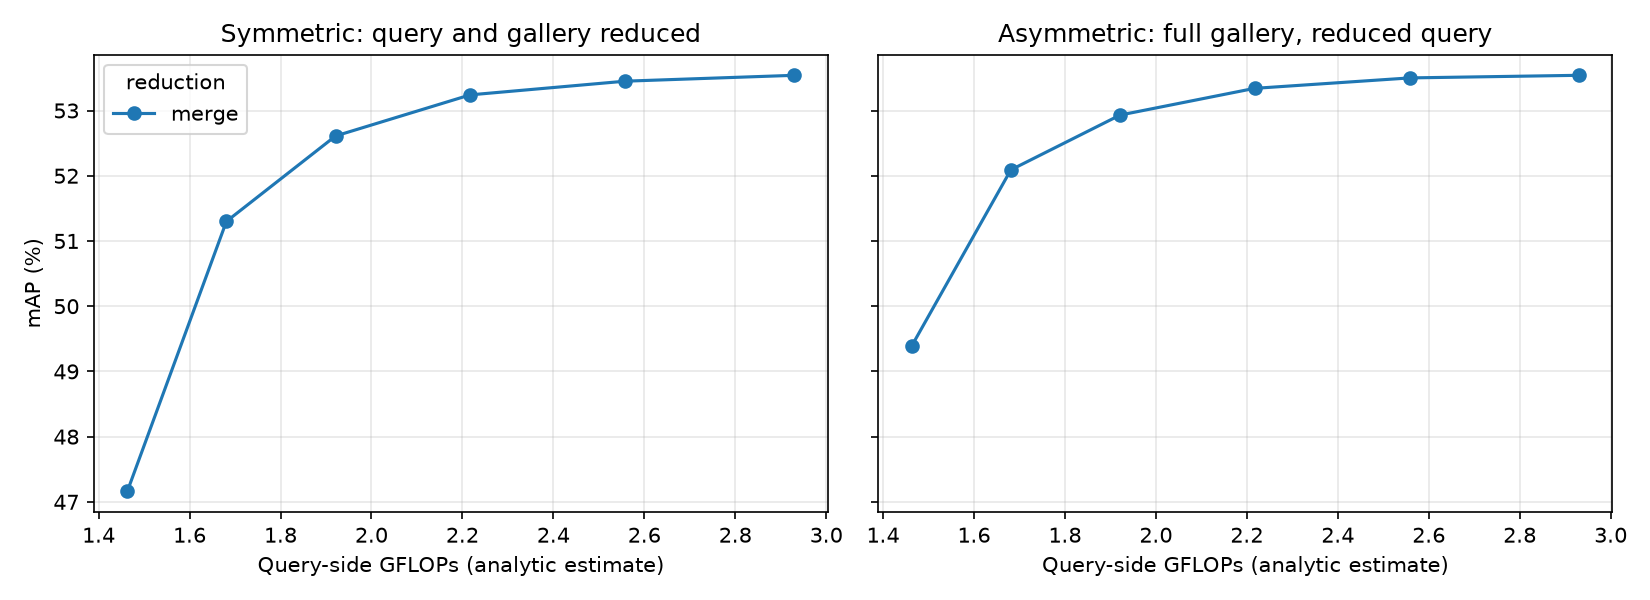 Symmetric: query and gallery reduced
reduction
merge
mAP (%)
53
52
51
50
49
48
47
1.4 1.6 1.8 2.0 2.2 2.4 2.6 2.8 3.0
Query-side GFLOPs (analytic estimate)
Asymmetric: full gallery, reduced query
1.4 1.6 1.8 2.0 2.2 2.4 2.6 2.8 3.0
Query-side GFLOPs (analytic estimate)